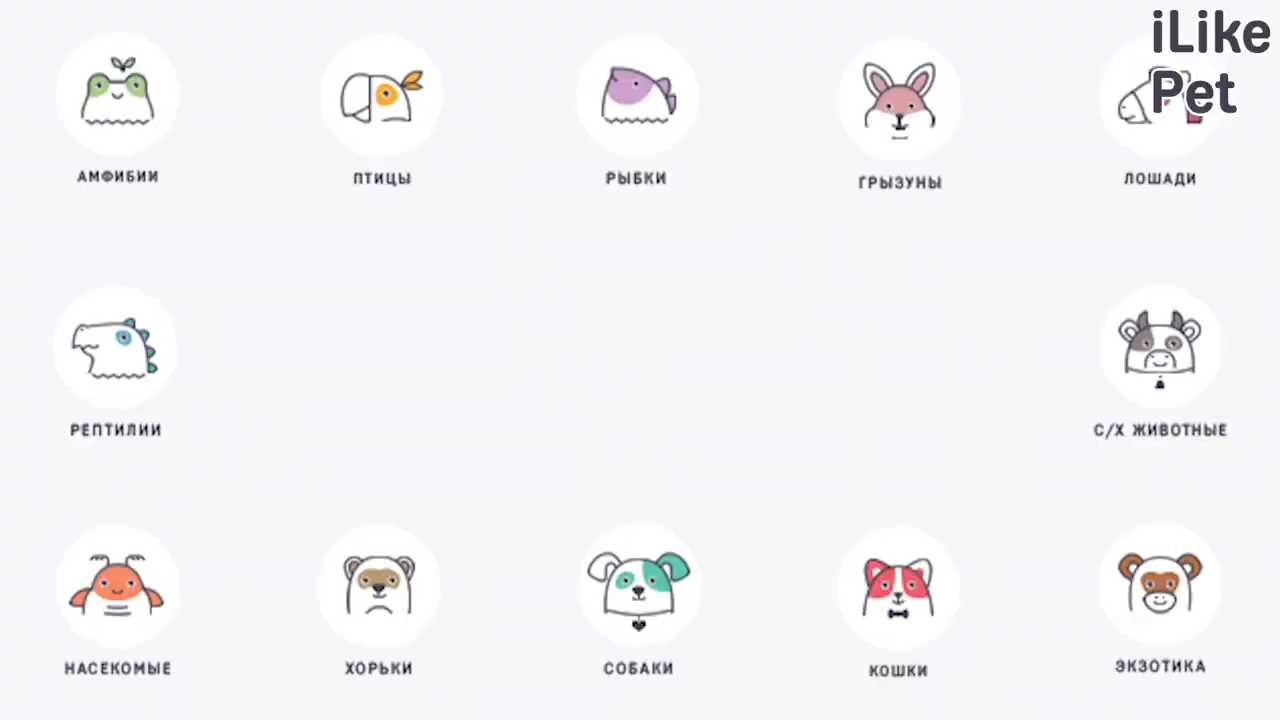 iLike
Pet
АМФИБИИ
ПТИЦЫ
РЫБКИ
ГРЫЗУНЫ
ЛОШАДИ
РЕПТИЛИИ
С/Х ЖИВОТНЫЕ
НАСЕКОМЫЕ
ХОРЬКИ
СОБАКИ
КОШКИ
ЭКЗОТИКА